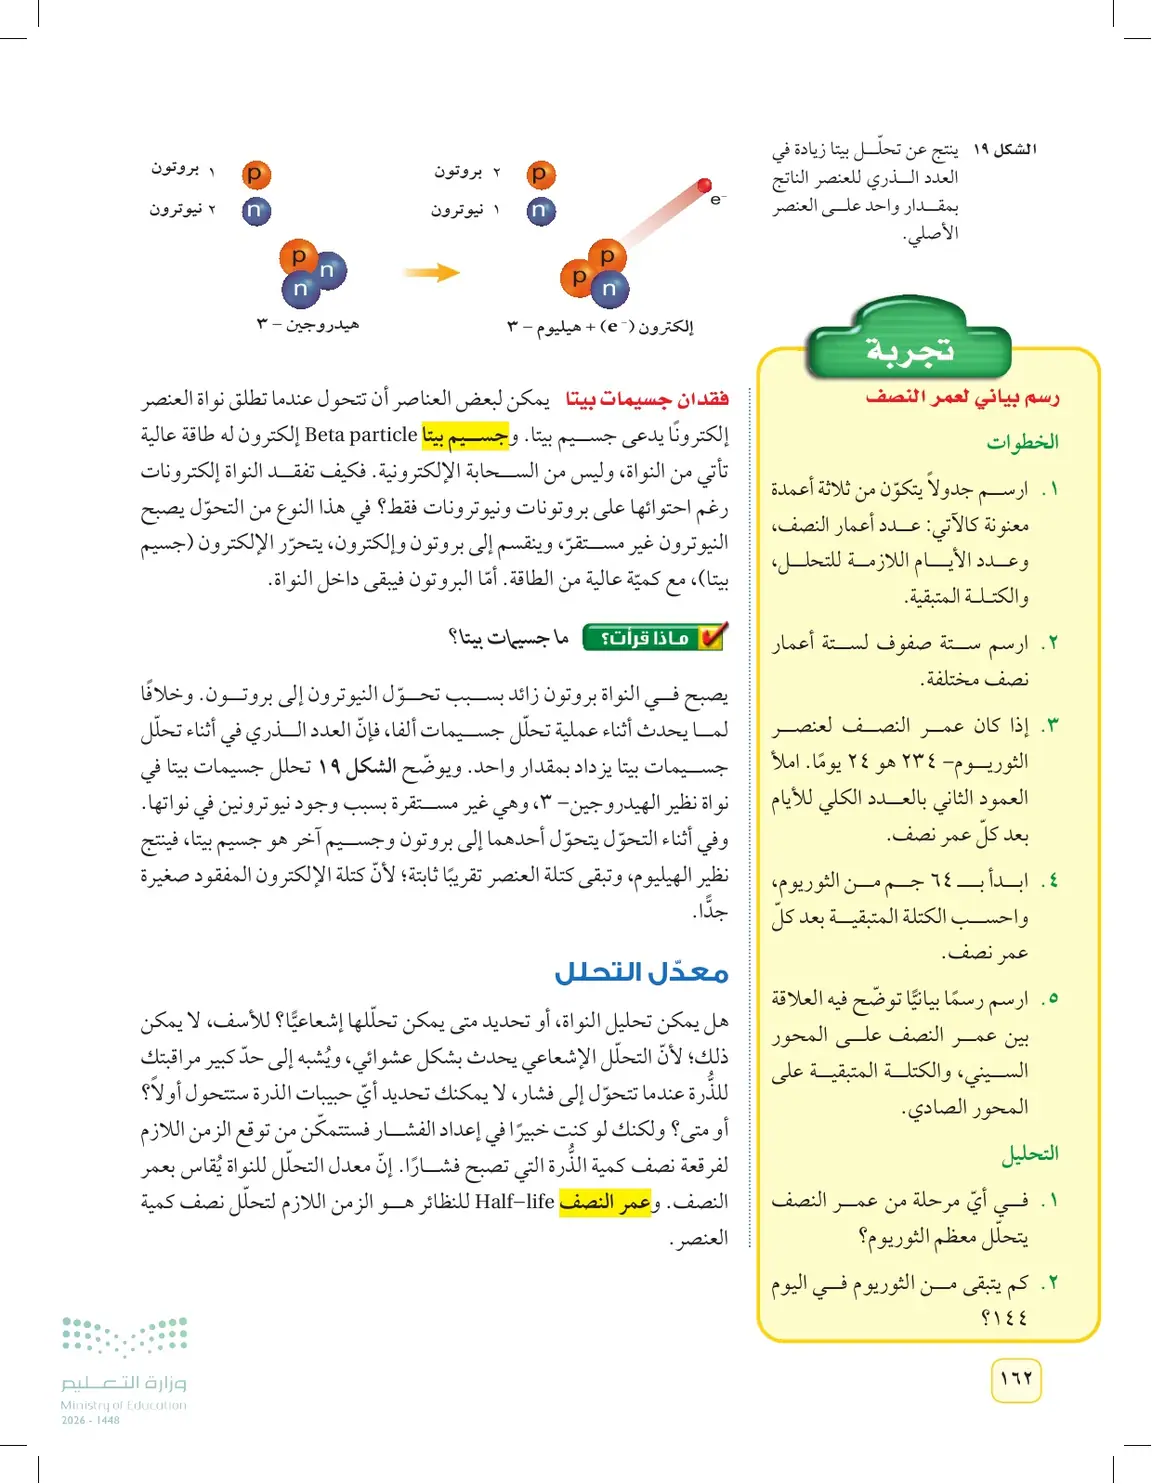 الشكل ١٩ ينتج عن تحلّل بيتا زيادة في
العدد الذري للعنصر الناتج
بمقدار واحد على العنصر
الأصلي.
p ١ بروتون
n ٢ نيوترون
p
n
n
هيدروجين – ٣
p ٢ بروتون
n ١ نيوترون
e⁻
p
p
n
إلكترون (e⁻) + هيليوم – ٣
تجربة
رسم بياني لعمر النصف
الخطوات
١. ارسم جدولاً يتكوّن من ثلاثة أعمدة
معنونة كالآتي: عدد أعمار النصف،
وعدد الأيام اللازمة للتحلل،
والكتلة المتبقية.
٢. ارسم ستة صفوف لستة أعمار
نصف مختلفة.
٣. إذا كان عمر النصف لعنصر
الثوريوم– ٢٣٤ هو ٢٤ يومًا. املأ
العمود الثاني بالعدد الكلي للأيام
بعد كلّ عمر نصف.
٤. ابدأ بـ ٦٤ جم من الثوريوم،
واحسب الكتلة المتبقية بعد كلّ
عمر نصف.
٥. ارسم رسمًا بيانيًّا توضّح فيه العلاقة
بين عمر النصف على المحور
السيني، والكتلة المتبقية على
المحور الصادي.
التحليل
١. في أيّ مرحلة من عمر النصف
يتحلّل معظم الثوريوم؟
٢. كم يتبقى من الثوريوم في اليوم
١٤٤؟
فقدان جسيمات بيتا يمكن لبعض العناصر أن تتحول عندما تطلق نواة العنصر
إلكترونًا يدعى جسيم بيتا. وجسيم بيتا Beta particle إلكترون له طاقة عالية
تأتي من النواة، وليس من السحابة الإلكترونية. فكيف تفقد النواة إلكترونات
رغم احتوائها على بروتونات ونيوترونات فقط؟ في هذا النوع من التحوّل يصبح
النيوترون غير مستقرّ، وينقسم إلى بروتون وإلكترون، يتحرّر الإلكترون (جسيم
بيتا)، مع كميّة عالية من الطاقة. أمّا البروتون فيبقى داخل النواة.
ماذا قرأت؟ ما جسيمات بيتا؟
يصبح في النواة بروتون زائد بسبب تحوّل النيوترون إلى بروتون. وخلافًا
لما يحدث أثناء عملية تحلّل جسيمات ألفا، فإنّ العدد الذري في أثناء تحلّل
جسيمات بيتا يزداد بمقدار واحد. ويوضّح الشكل ١٩ تحلل جسيمات بيتا في
نواة نظير الهيدروجين– ٣، وهي غير مستقرة بسبب وجود نيوترونين في نواتها.
وفي أثناء التحوّل يتحوّل أحدهما إلى بروتون وجسيم آخر هو جسيم بيتا، فينتج
نظير الهيليوم، وتبقى كتلة العنصر تقريبًا ثابتة؛ لأنّ كتلة الإلكترون المفقود صغيرة
جدًّا.
معدّل التحلل
هل يمكن تحليل النواة، أو تحديد متى يمكن تحلّلها إشعاعيًّا؟ للأسف، لا يمكن
ذلك؛ لأنّ التحلّل الإشعاعي يحدث بشكل عشوائي، ويُشبه إلى حدّ كبير مراقبتك
للذُّرة عندما تتحوّل إلى فشار، لا يمكنك تحديد أيّ حبيبات الذرة ستتحول أولاً؟
أو متى؟ ولكنك لو كنت خبيرًا في إعداد الفشار فستتمكّن من توقع الزمن اللازم
لفرقعة نصف كمية الذُّرة التي تصبح فشارًا. إنّ معدل التحلّل للنواة يُقاس بعمر
النصف. وعمر النصف Half–life للنظائر هو الزمن اللازم لتحلّل نصف كمية
العنصر.
وزارة التعليم
Ministry of Education
2026 - 1448
١٦٢